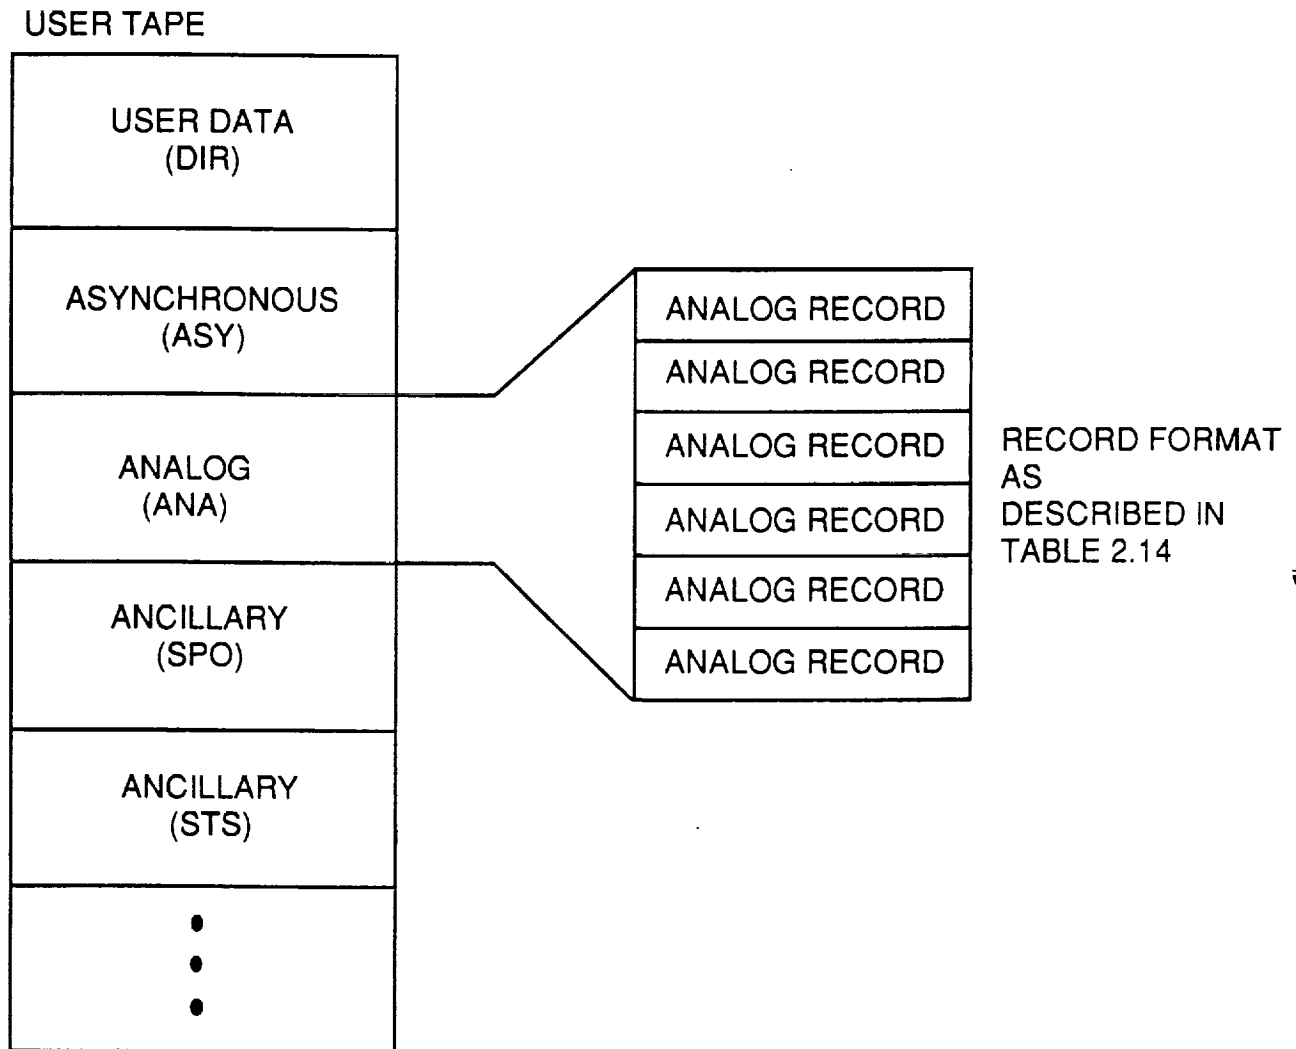 USER TAPE
USER DATA
(DIR)
ASYNCHRONOUS
(ASY)
ANALOG
(ANA)
ANCILLARY
(SPO)
ANCILLARY
(STS)
ANALOG RECORD
ANALOG RECORD
ANALOG RECORD
ANALOG RECORD
ANALOG RECORD
ANALOG RECORD
RECORD FORMAT
AS
DESCRIBED IN
TABLE 2.14